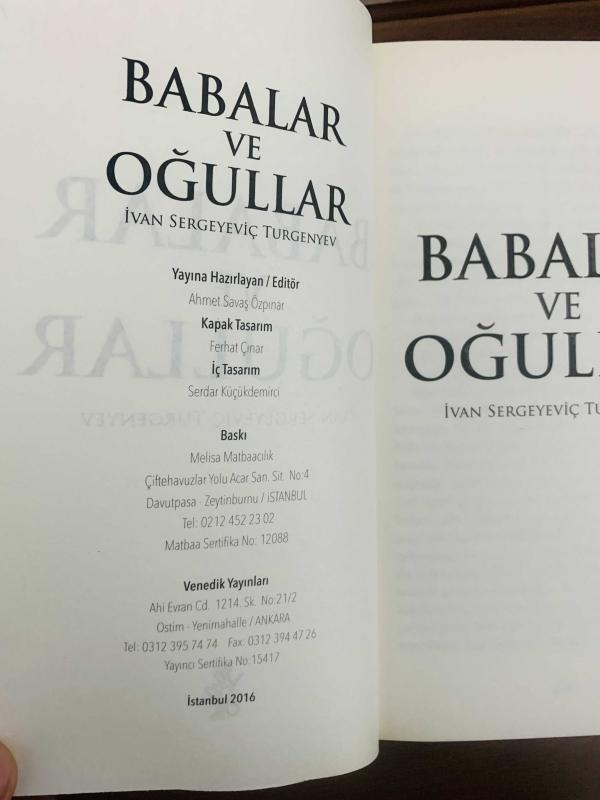 BABALAR
VE
OĞULLAR
İVAN SERGEYEVİÇ TURGENYEV
Yayına Hazırlayan / Editör
Ahmet Savaş Özpınar
Kapak Tasarım
Ferhat Çınar
İç Tasarım
Serdar Küçükdemirci
Baskı
Melisa Matbaacılık
Çiftehavuzlar Yolu Acar San. Sit. No:4
Davutpasa - Zeytinburnu / iSTANBUL
Tel: 0212 452 23 02
Matbaa Sertifika No: 12088
Venedik Yayınları
Ahi Evran Cd. 1214. Sk. No:21/2
Ostim - Yenimahalle / ANKARA
Tel: 0312 395 74 74 Fax: 0312 394 47 26
Yayıncı Sertifika No:15417
İstanbul 2016
BABAL
VE
OĞULL
İVAN SERGEYEVİÇ TU